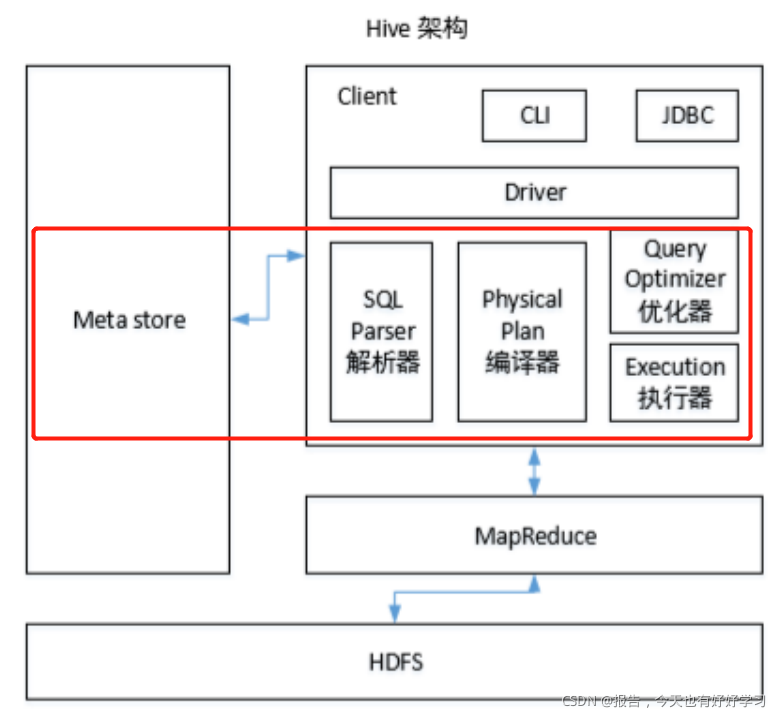 Hive 架构
Client
CLI
JDBC
Driver
Meta store
SQL
Parser
解析器
Physical
Plan
编译器
Query
Optimizer
优化器
Execution
执行器
MapReduce
HDFS
CSDN @报告，今天也有好好学习